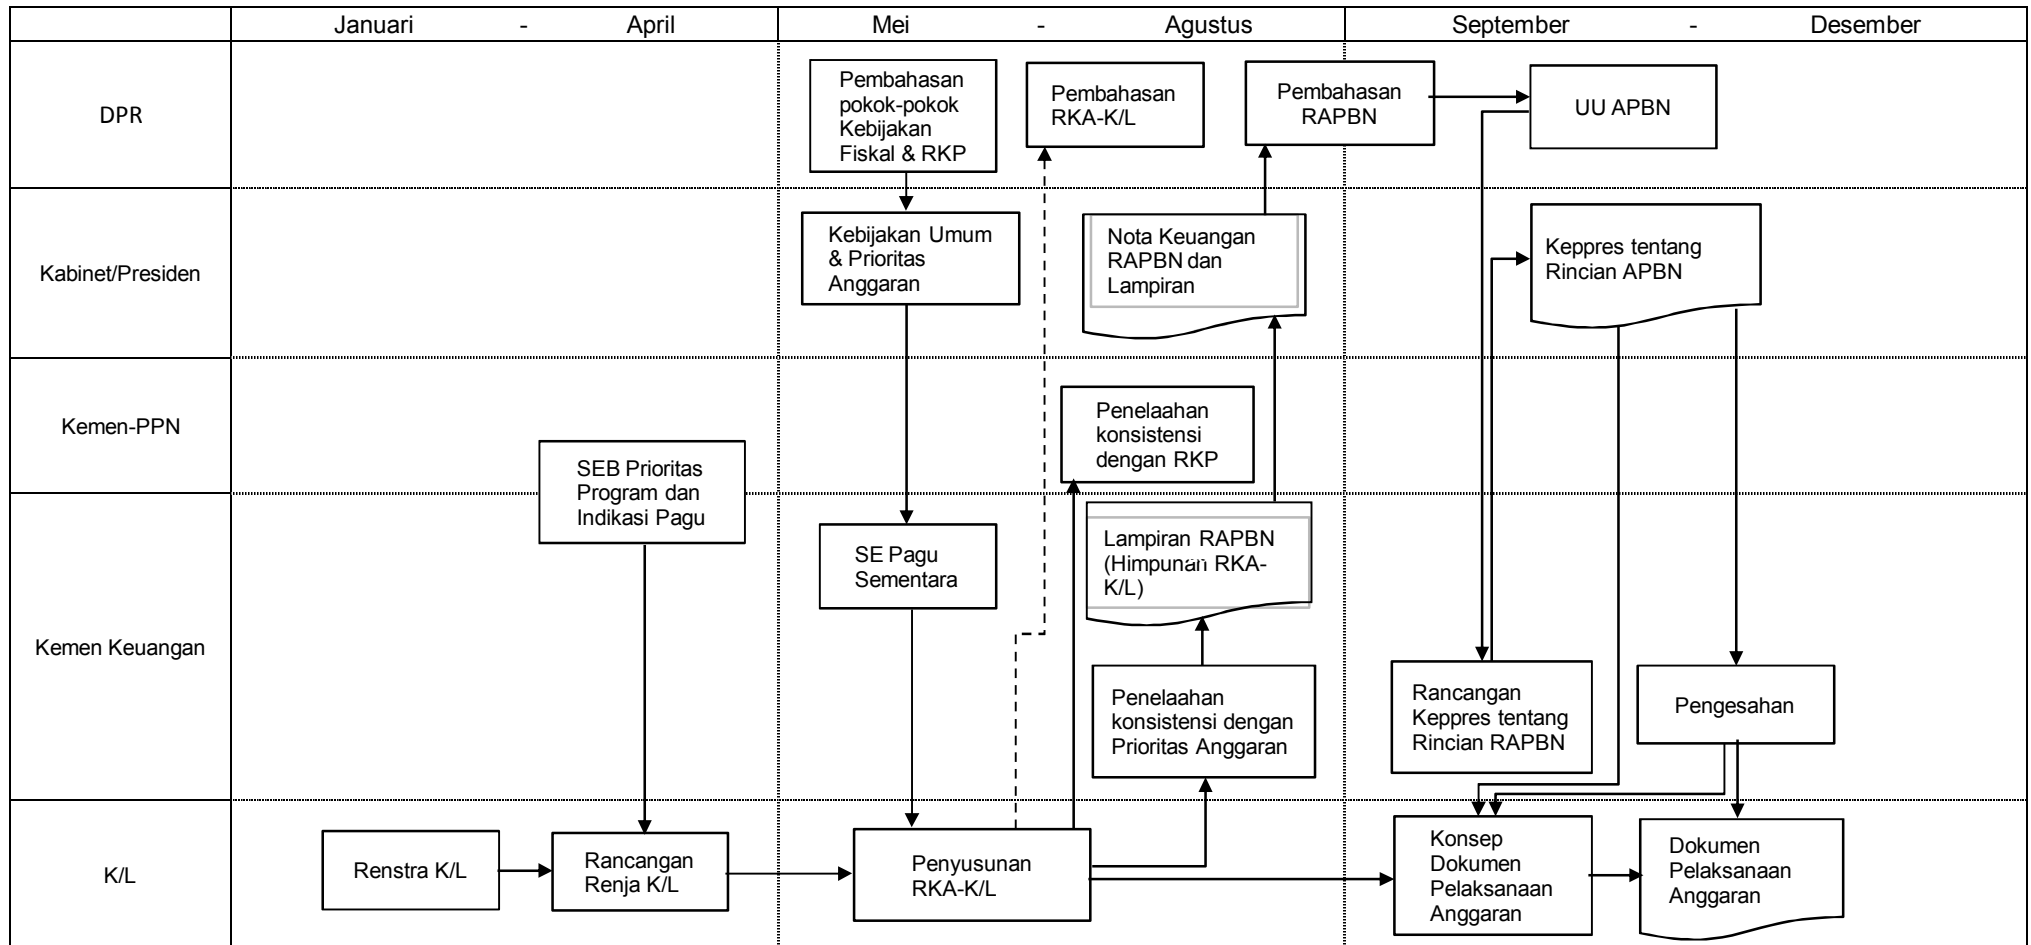 Januari - April
Mei - Agustus
September - Desember
DPR
Pembahasan
pokok-pokok
Kebijakan
Fiskal & RKP
Pembahasan
RKA-K/L
Pembahasan
RAPBN
UU APBN
Kabinet/Presiden
Kebijakan Umum
& Prioritas
Anggaran
Nota Keuangan
RAPBN dan
Lampiran
Keppres tentang
Rincian APBN
Kemen-PPN
SEB Prioritas
Program dan
Indikasi Pagu
Penelaahan
konsistensi
dengan RKP
Kemen Keuangan
SE Pagu
Sementara
Lampiran RAPBN
(Himpunan RKA-
K/L)
Penelaahan
konsistensi dengan
Prioritas Anggaran
Rancangan
Keppres tentang
Rincian RAPBN
Pengesahan
K/L
Renstra K/L
Rancangan
Renja K/L
Penyusunan
RKA-K/L
Konsep
Dokumen
Pelaksanaan
Anggaran
Dokumen
Pelaksanaan
Anggaran